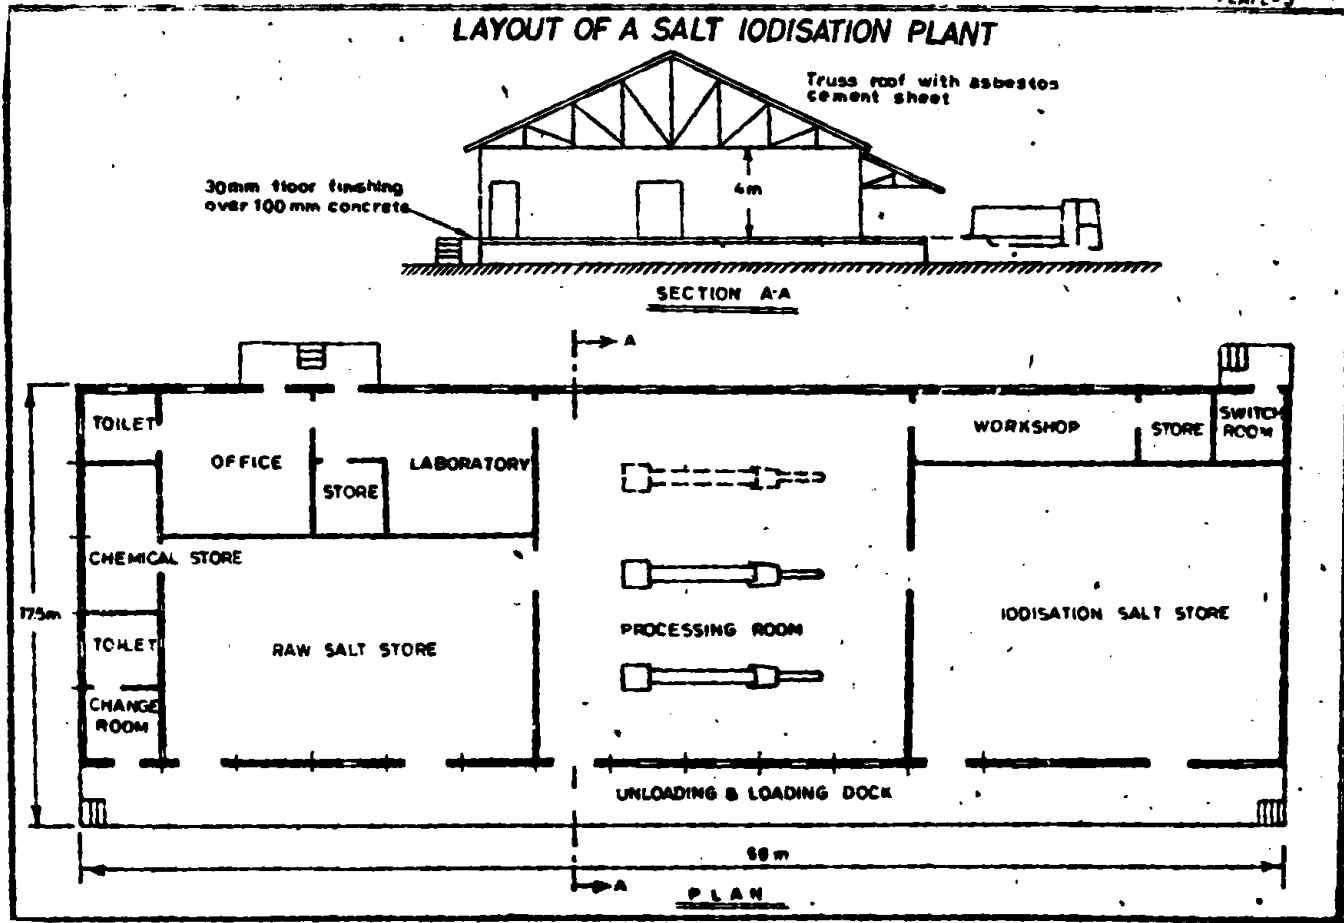 LAYOUT OF A SALT IODISATION PLANT
Truss roof with asbestos
cement sheet
30mm floor finishing
over 100mm concrete
4m
SECTION A-A
A
TOILET
OFFICE
STORE
LABORATORY
WORKSHOP
STORE
SWITCH
ROOM
CHEMICAL STORE
17.5m
TOILET
RAW SALT STORE
PROCESSING ROOM
IODISATION SALT STORE
CHANGE
ROOM
UNLOADING & LOADING DOCK
48 m
A
PLAN